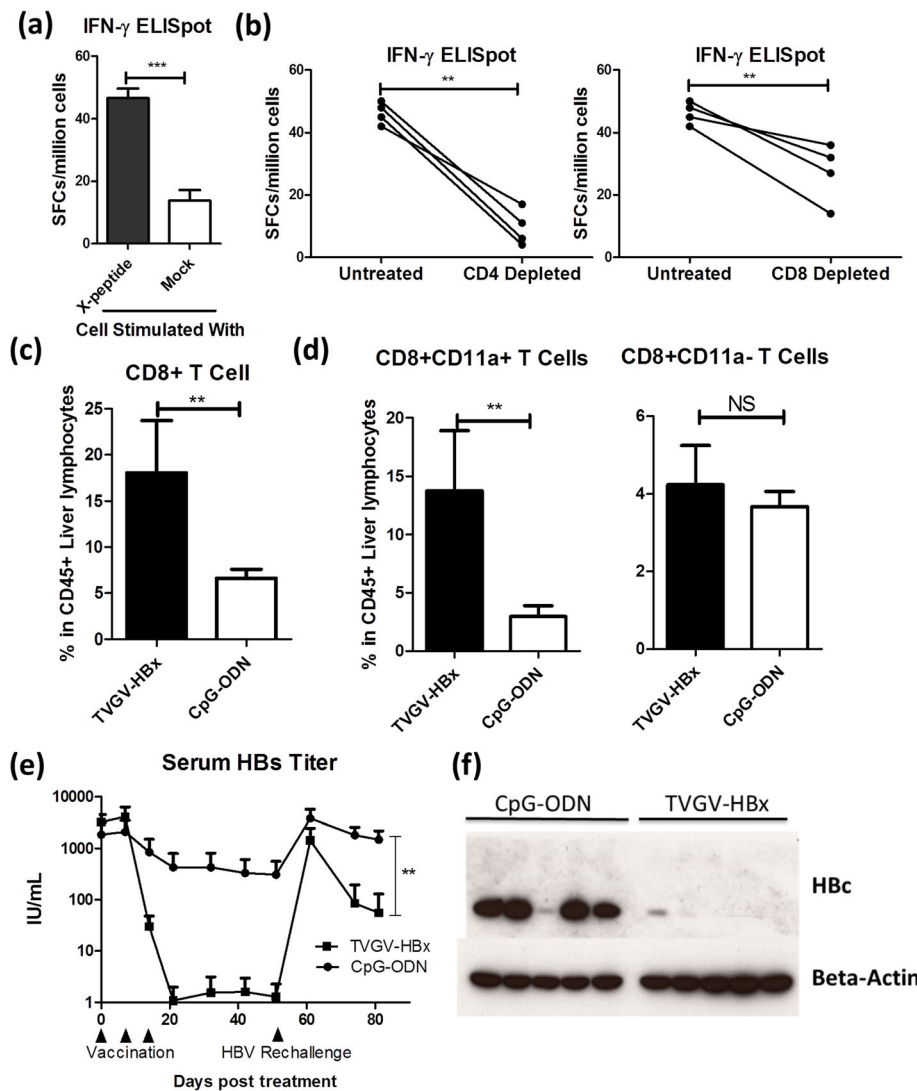 (a)
IFN-γ ELISpot
SFCs/million cells
60
40
20
0
***
X-peptide
Mock
Cell Stimulated With
(b)
IFN-γ ELISpot
SFCs/million cells
60
40
20
0
**
Untreated
CD4 Depleted
IFN-γ ELISpot
SFCs/million cells
60
40
20
0
**
Untreated
CD8 Depleted
(c)
CD8+ T Cell
% in CD45+ Liver lymphocytes
25
20
15
10
5
0
**
TVGV-HBx
CpG-ODN
(d)
CD8+CD11a+ T Cells
% in CD45+ Liver lymphocytes
20
15
10
5
0
**
TVGV-HBx
CpG-ODN
CD8+CD11a- T Cells
6
4
2
0
NS
TVGV-HBx
CpG-ODN
(e)
Serum HBs Titer
IU/mL
10000
1000
100
10
1
**
TVGV-HBx
CpG-ODN
0
20
40
60
80
Vaccination
HBV Rechallenge
Days post treatment
(f)
CpG-ODN
TVGV-HBx
HBc
Beta-Actin